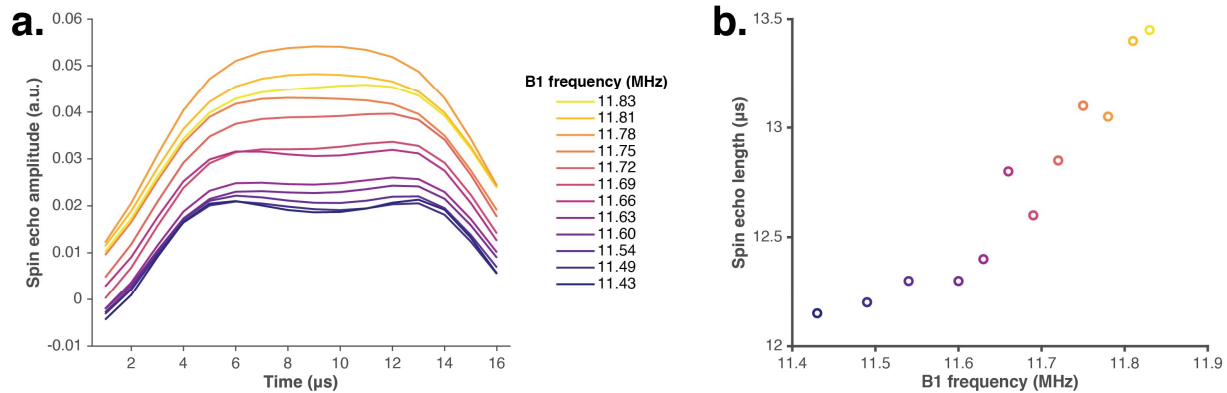 a.
Spin echo amplitude (a.u.)
0.06
0.05
0.04
0.03
0.02
0.01
0
-0.01
2 4 6 8 10 12 14 16
Time (µs)
B1 frequency (MHz)
11.83
11.81
11.78
11.75
11.72
11.69
11.66
11.63
11.60
11.54
11.49
11.43
b.
Spin echo length (µs)
13.5
13
12.5
12
11.4 11.5 11.6 11.7 11.8 11.9
B1 frequency (MHz)